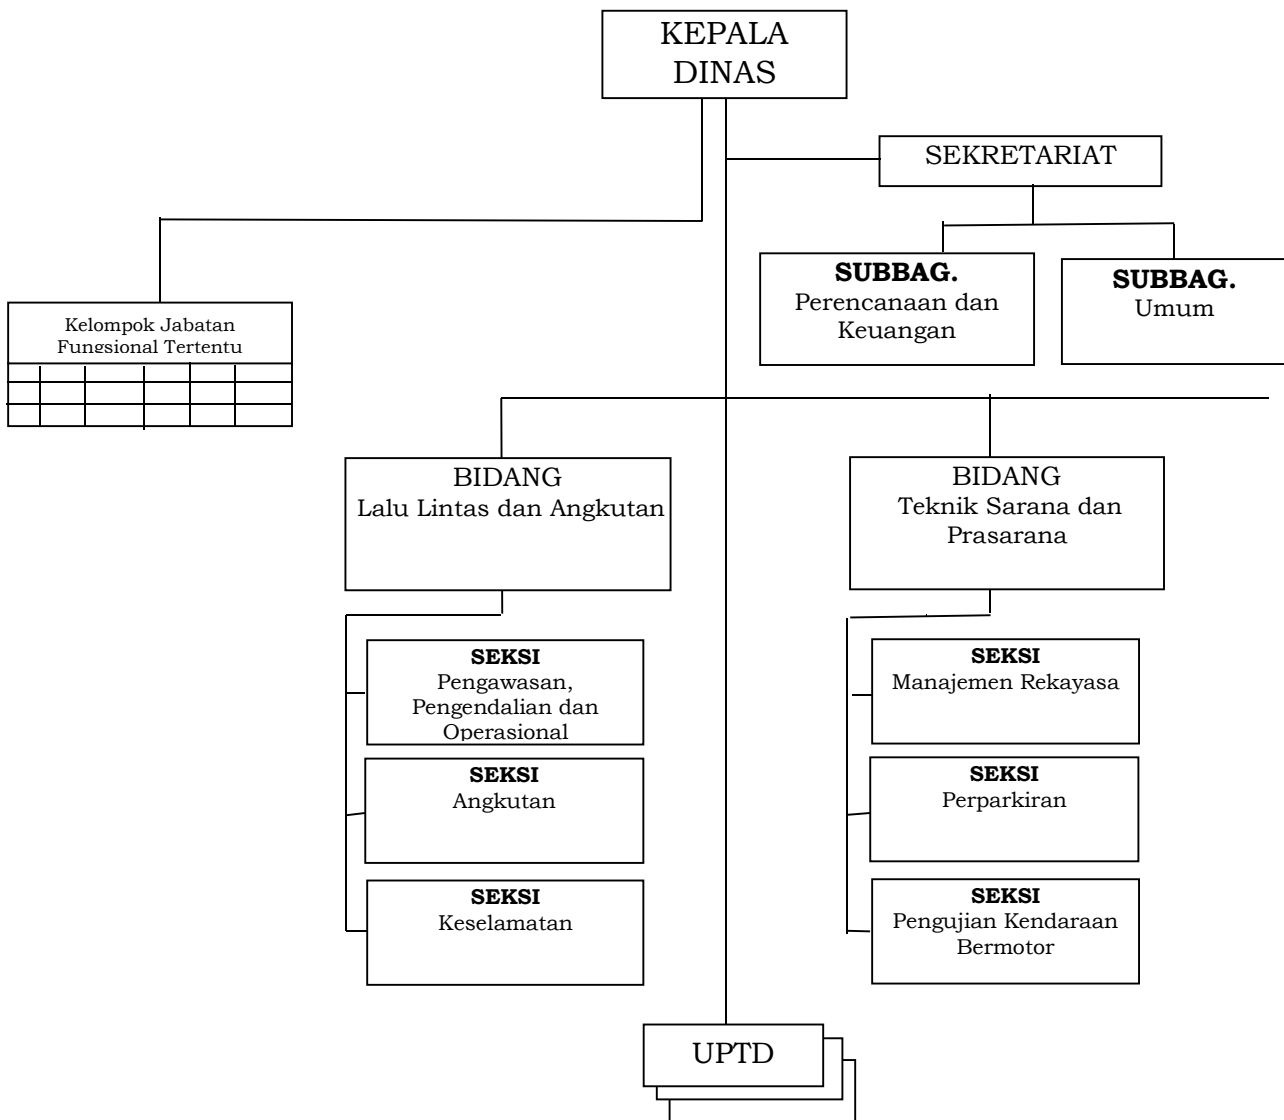 KEPALA
DINAS
SEKRETARIAT
SUBBAG.
Perencanaan dan
Keuangan
SUBBAG.
Umum
Kelompok Jabatan
Fungsional Tertentu
BIDANG
Lalu Lintas dan Angkutan
BIDANG
Teknik Sarana dan
Prasarana
SEKSI
Pengawasan,
Pengendalian dan
Operasional
SEKSI
Angkutan
SEKSI
Keselamatan
SEKSI
Manajemen Rekayasa
SEKSI
Perparkiran
SEKSI
Pengujian Kendaraan
Bermotor
UPTD